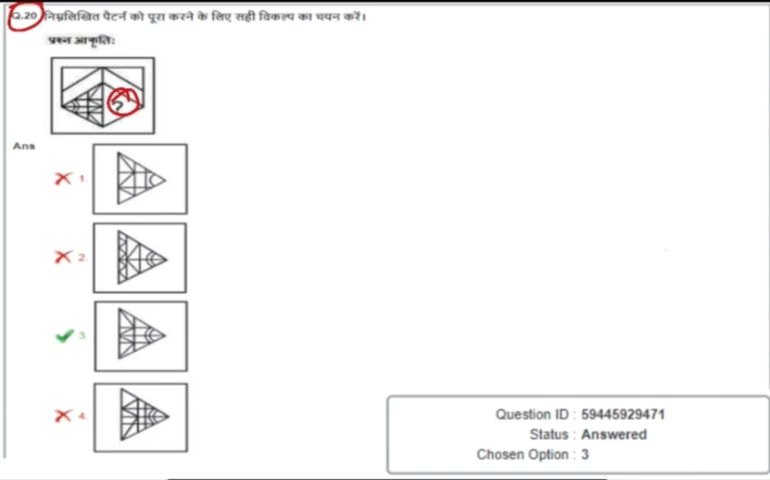 Q.20 निम्नलिखित पैटर्न को पूरा करने के लिए सही विकल्प का चयन करें।
प्रश्न आकृति:
?
Ans
1.
2.
3.
4.
Question ID : 59445929471
Status : Answered
Chosen Option : 3